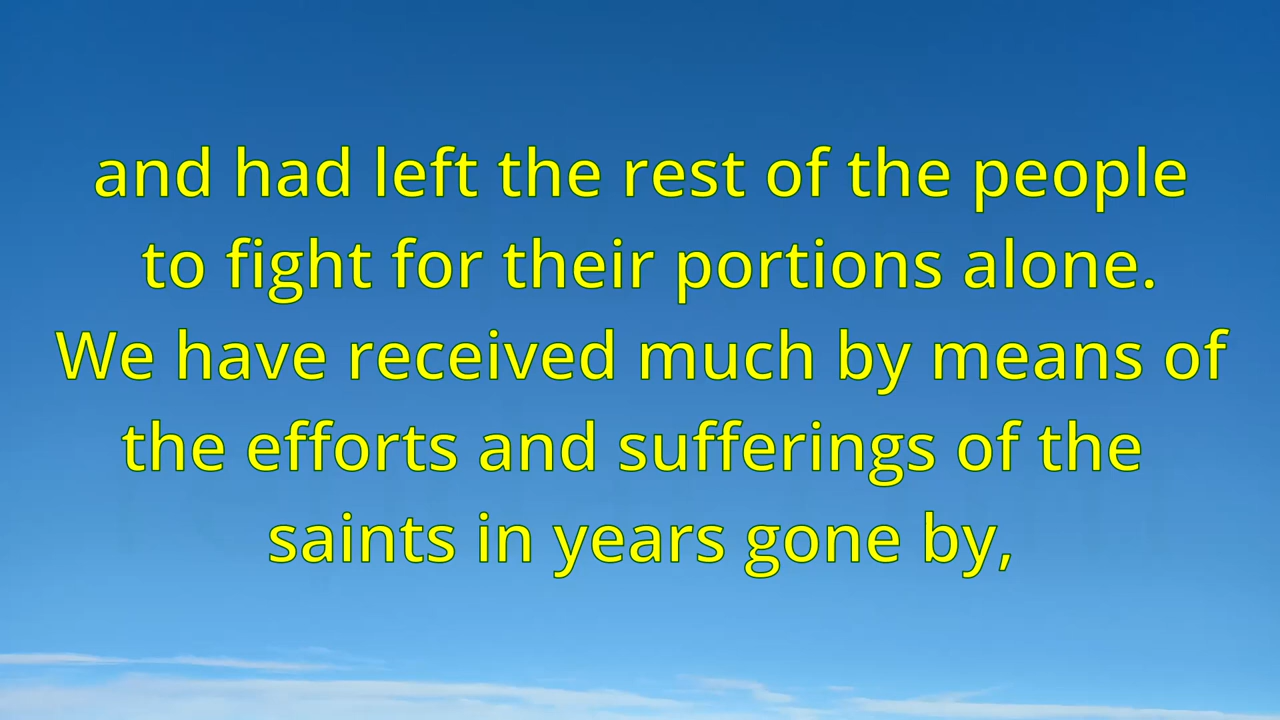 and had left the rest of the people
to fight for their portions alone.
We have received much by means of
the efforts and sufferings of the
saints in years gone by,